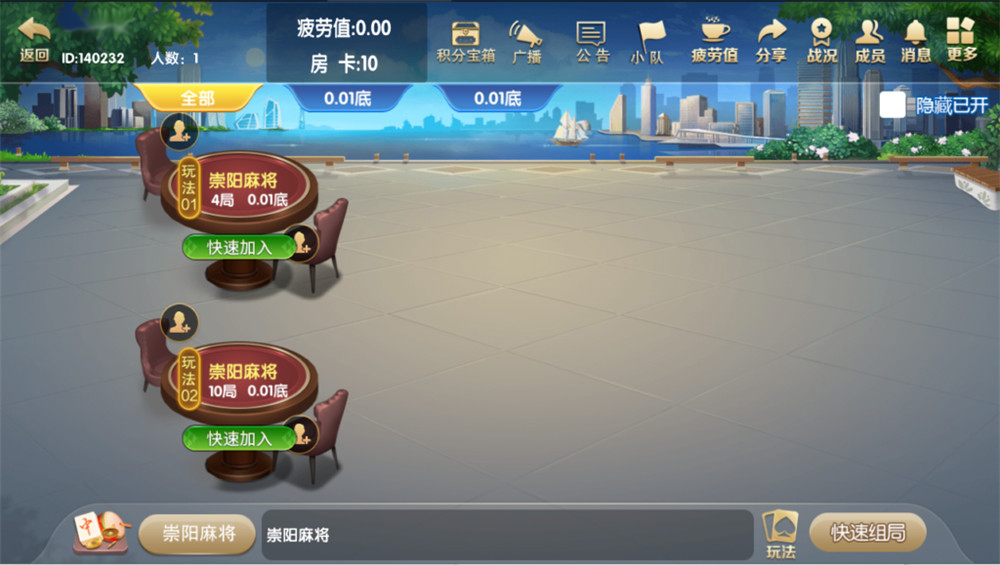 返回
ID:140232
人数：1
疲劳值:0.00
房 卡:10
积分宝箱
广播
公告
小队
疲劳值
分享
战况
成员
消息
更多
全部
0.01底
0.01底
隐藏已开
玩法01
崇阳麻将
4局 0.01底
快速加入
玩法02
崇阳麻将
10局 0.01底
快速加入
中
崇阳麻将
崇阳麻将
玩法
快速组局